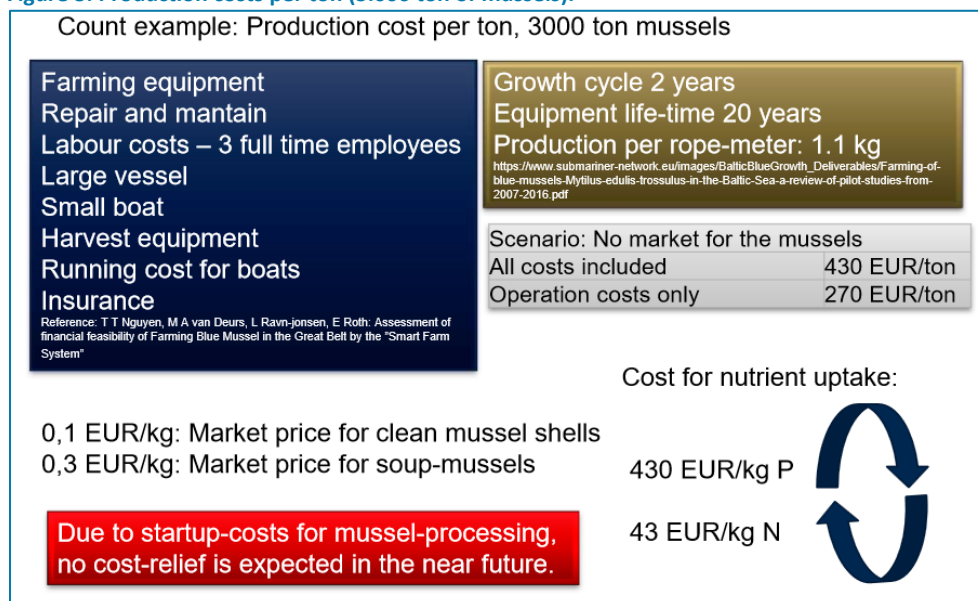 Count example: Production cost per ton, 3000 ton mussels
Farming equipment
Repair and mantain
Labour costs – 3 full time employees
Large vessel
Small boat
Harvest equipment
Running cost for boats
Insurance
Reference: T T Nguyen, M A van Deurs, L Ravn-jonsen, E Roth: Assessment of
financial feasibility of Farming Blue Mussel in the Great Belt by the "Smart Farm
System"
Growth cycle 2 years
Equipment life-time 20 years
Production per rope-meter: 1.1 kg
https://www.submariner-network.eu/images/BalticBlueGrowth_Deliverables/Farming-of-
blue-mussels-Mytilus-edulis-trossulus-in-the-Baltic-Sea-a-review-of-pilot-studies-from-
2007-2016.pdf
Scenario: No market for the mussels
All costs included 430 EUR/ton
Operation costs only 270 EUR/ton
Cost for nutrient uptake:
0,1 EUR/kg: Market price for clean mussel shells
0,3 EUR/kg: Market price for soup-mussels
430 EUR/kg P
43 EUR/kg N
Due to startup-costs for mussel-processing,
no cost-relief is expected in the near future.